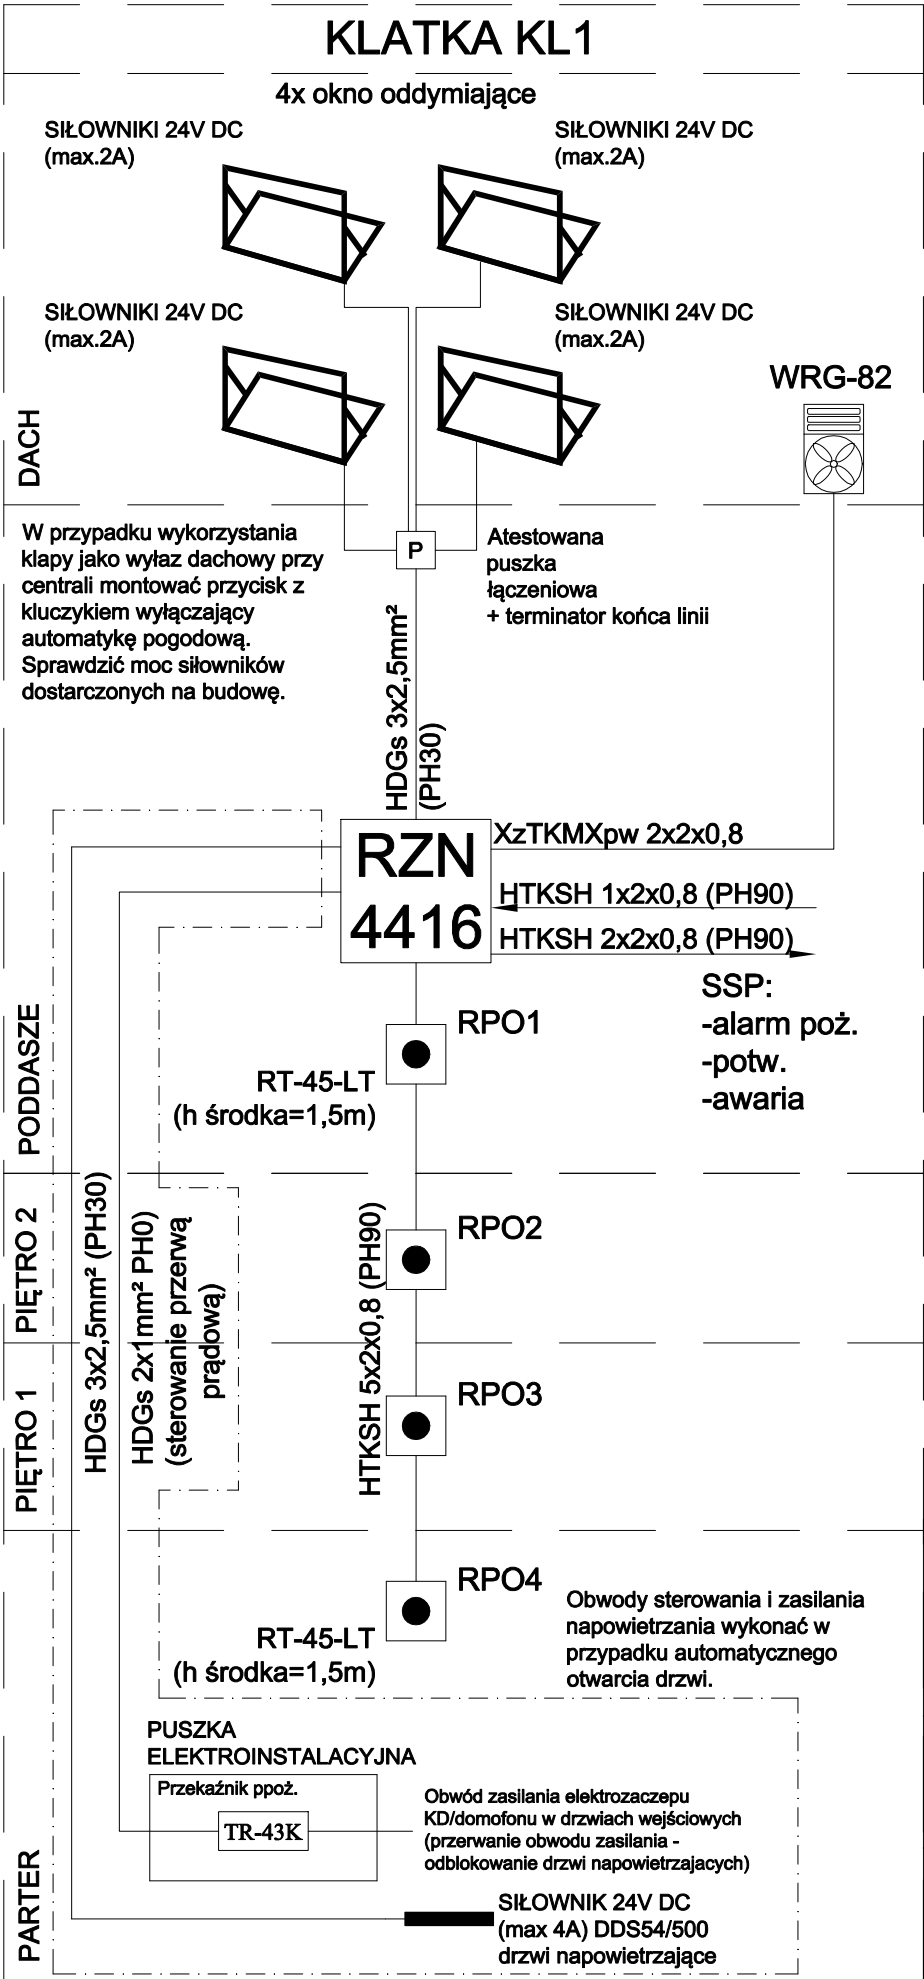 KLATKA KL1
4x okno oddymiające
SIŁOWNIKI 24V DC
(max.2A)
SIŁOWNIKI 24V DC
(max.2A)
SIŁOWNIKI 24V DC
(max.2A)
SIŁOWNIKI 24V DC
(max.2A)
WRG-82
DACH
W przypadku wykorzystania
klapy jako wyłaz dachowy przy
centrali montować przycisk z
kluczykiem wyłączający
automatykę pogodową.
Sprawdzić moc siłowników
dostarczonych na budowę.
P
Atestowana
puszka
łączeniowa
+ terminator końca linii
HDGs 3x2,5mm²
(PH30)
RZN
4416
XzTKMXpw 2x2x0,8
HTKSH 1x2x0,8 (PH90)
HTKSH 2x2x0,8 (PH90)
SSP:
-alarm poż.
-potw.
-awaria
RPO1
RT-45-LT
(h środka=1,5m)
PODDASZE
HDGs 3x2,5mm² (PH30)
HDGs 2x1mm² PH0)
(sterowanie przerwą
prądową)
HTKSH 5x2x0,8 (PH90)
RPO2
PIĘTRO 2
RPO3
PIĘTRO 1
RPO4
RT-45-LT
(h środka=1,5m)
Obwody sterowania i zasilania
napowietrzania wykonać w
przypadku automatycznego
otwarcia drzwi.
PUSZKA
ELEKTROINSTALACYJNA
Przekaźnik ppoż.
TR-43K
Obwód zasilania elektrozaczepu
KD/domofonu w drzwiach wejściowych
(przerwanie obwodu zasilania -
odblokowanie drzwi napowietrzajacych)
PARTER
SIŁOWNIK 24V DC
(max 4A) DDS54/500
drzwi napowietrzające